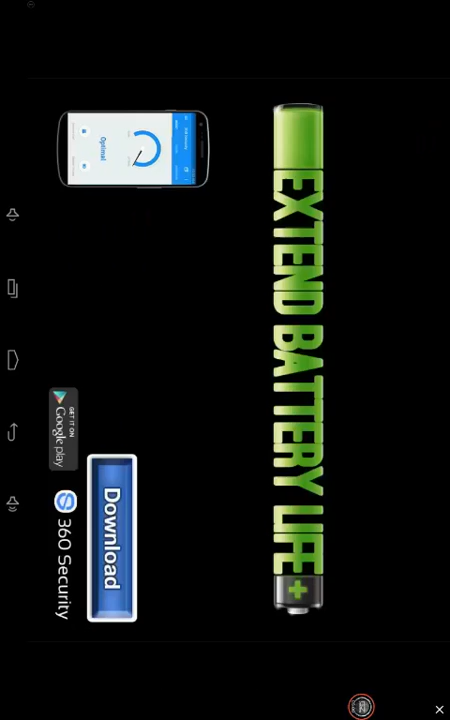 EXTEND BATTERY LIFE
Optimal
Download
GET IT ON
Google play
360 Security